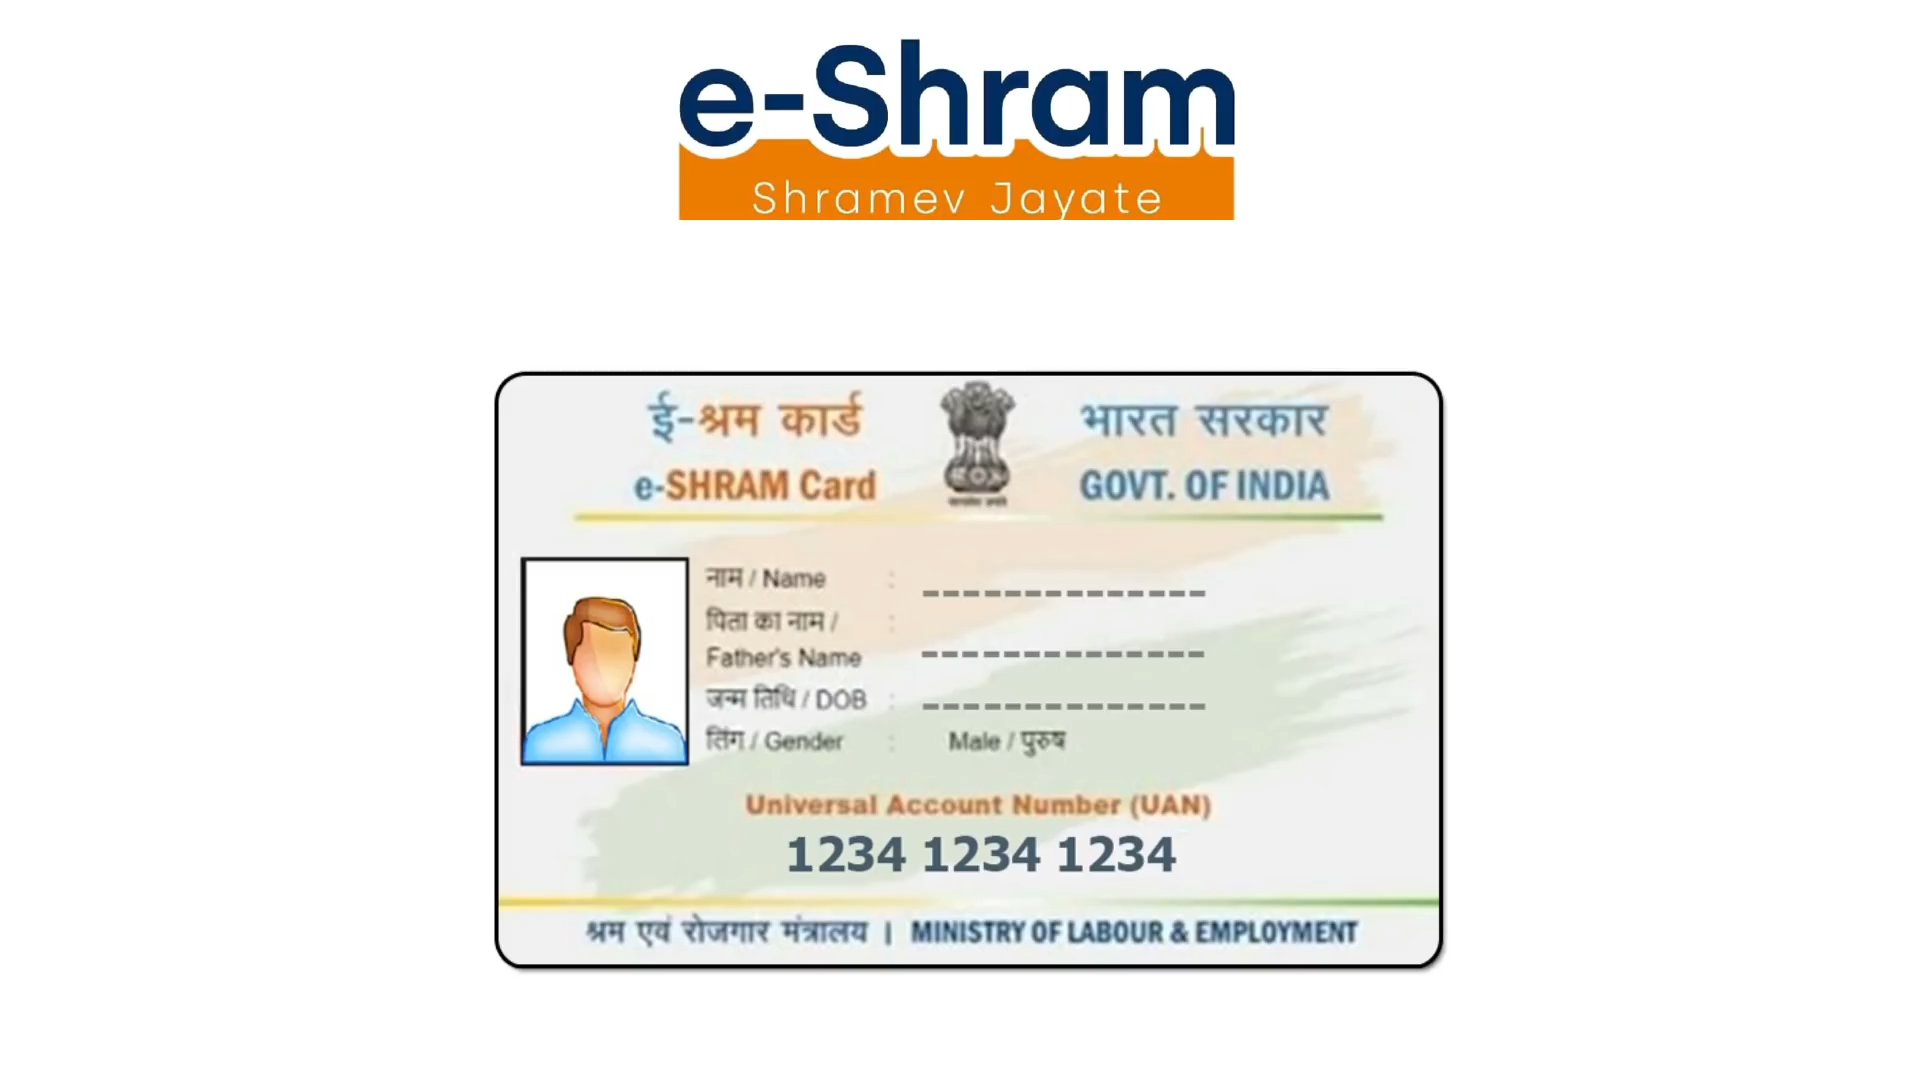 e-Shram
Shramev Jayate
ई-श्रम कार्ड
e-SHRAM Card
भारत सरकार
GOVT. OF INDIA
नाम / Name :
पिता का नाम / :
Father's Name
जन्म तिथि / DOB :
लिंग / Gender : Male / पुरुष
Universal Account Number (UAN)
1234 1234 1234
श्रम एवं रोजगार मंत्रालय | MINISTRY OF LABOUR & EMPLOYMENT